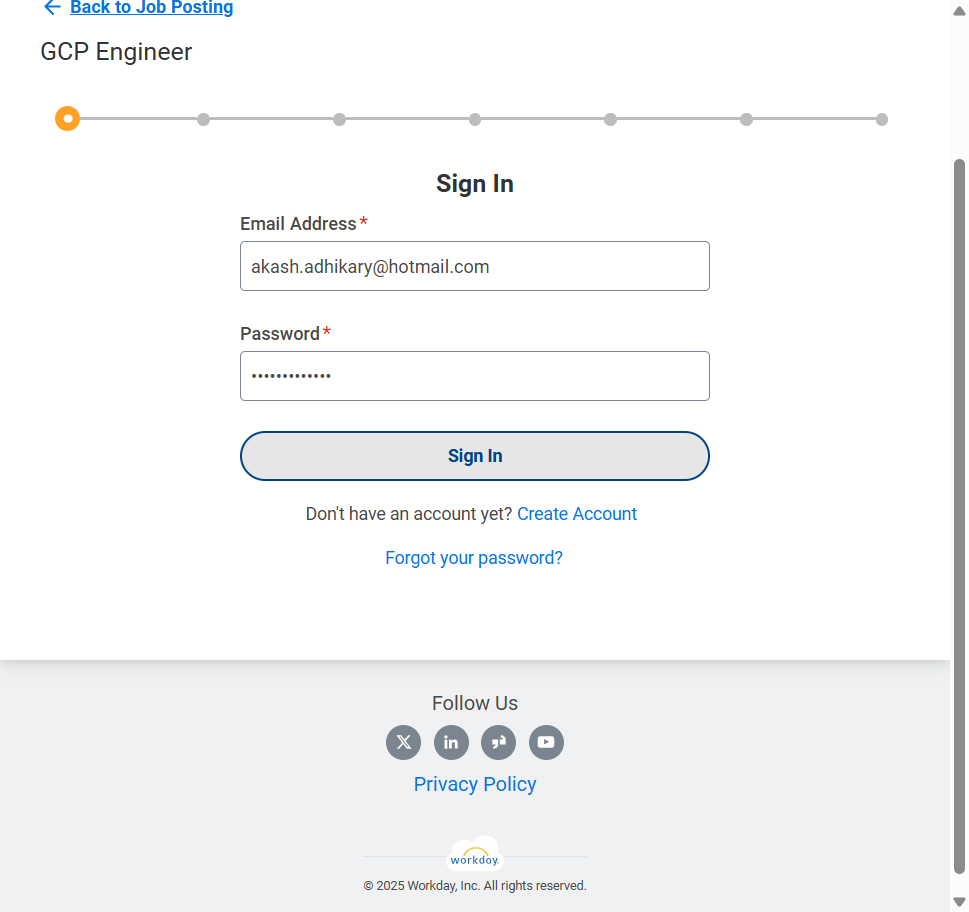 Back to Job Posting
GCP Engineer
Sign In
Email Address*
akash.adhikary@hotmail.com
Password*
•••••••••••••
Sign In
Don't have an account yet? Create Account
Forgot your password?
Follow Us
Privacy Policy
workday.
© 2025 Workday, Inc. All rights reserved.